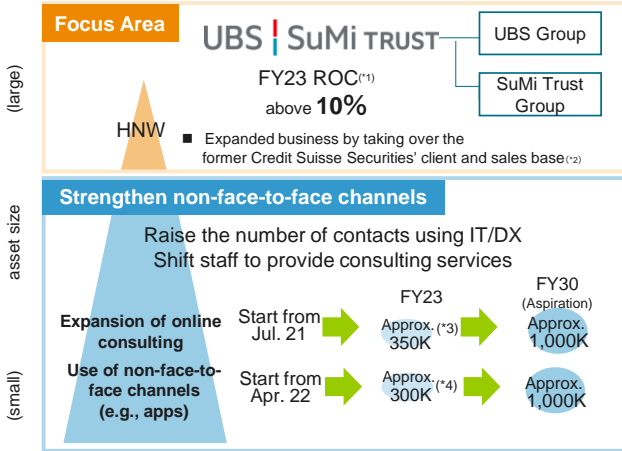 Focus Area
UBS SuMi TRUST
UBS Group
SuMi Trust
Group
FY23 ROC(*1)
above 10%
HNW
■ Expanded business by taking over the
former Credit Suisse Securities' client and sales base(*2)
(large)
asset size
(small)
Strengthen non-face-to-face channels
Raise the number of contacts using IT/DX
Shift staff to provide consulting services
FY23
FY30
(Aspiration)
Expansion of online
consulting
Start from
Jul. 21
Approx.(*3)
350K
Approx.
1,000K
Use of non-face-to-
face channels
(e.g., apps)
Start from
Apr. 22
Approx.(*4)
300K
Approx.
1,000K